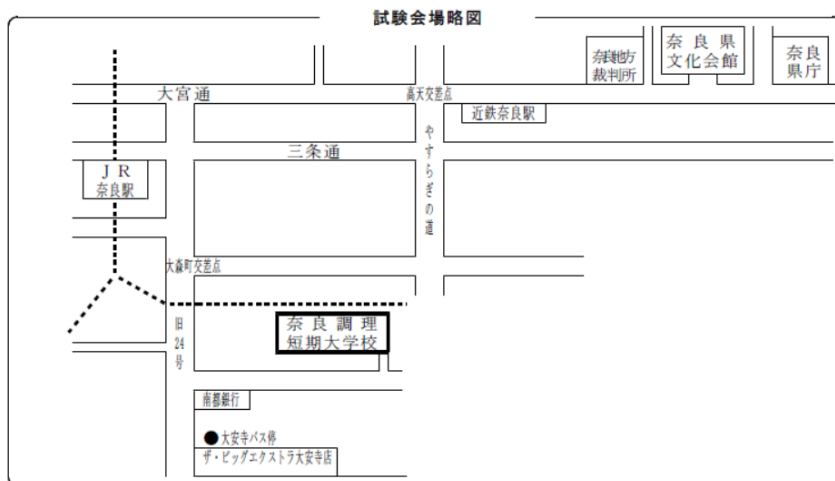 試験会場略図
奈良県
文化会館
奈良地方
裁判所
奈良
県庁
大宮通
高天交差点
近鉄奈良駅
やすらぎの道
三条通
JR
奈良駅
大森町交差点
奈良調理
短期大学校
旧24号
南都銀行
●大安寺バス停
ザ・ビッグエクストラ大安寺店